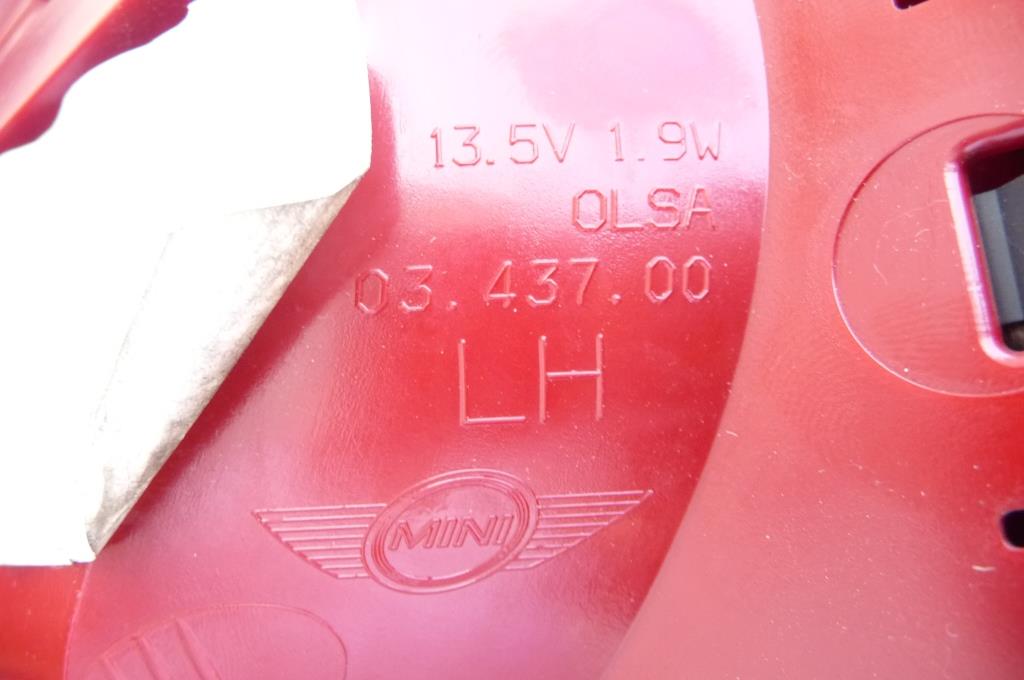 13.5V 1.9W
OLSA
03.437.00
LH
MINI